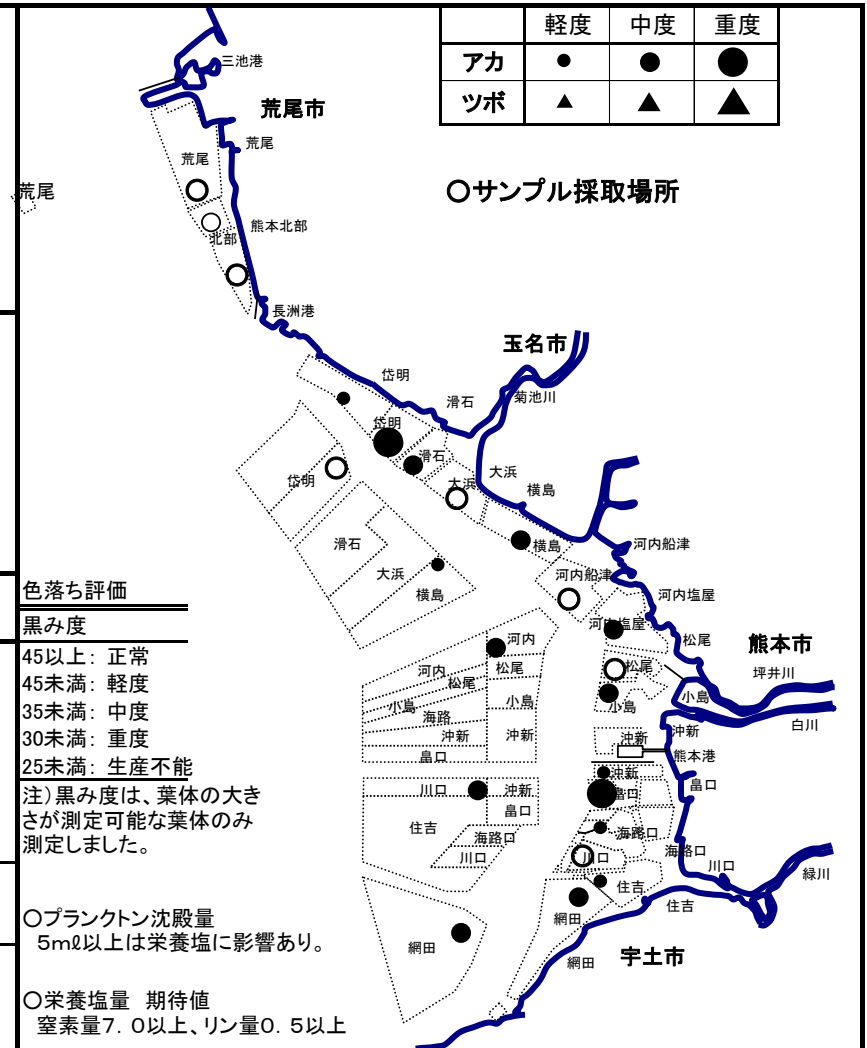 軽度 中度 重度
アカ
ツボ
三池港
荒尾市
荒尾
荒尾
荒尾
○サンプル採取場所
熊本北部
北部
長洲港
玉名市
岱明
滑石
菊池川
岱明
滑石
大浜
大浜
岱明
横島
横島
滑石
河内船津
大浜
河内船津
横島
河内塩屋
河内塩屋
河内
松尾
熊本市
河内
松尾
松尾
松尾
坪井川
小島
小島
小島
小島
海路
白川
沖新
沖新
沖新
沖新
畠口
熊本港
沖新
川口
沖新
畠口
畠口
畠口
住吉
海路口
海路口
海路口
川口
川口
川口
緑川
住吉
住吉
網田
網田
網田
宇土市
色落ち評価
黒み度
45以上: 正常
45未満: 軽度
35未満: 中度
30未満: 重度
25未満: 生産不能
注)黒み度は、葉体の大き
さが測定可能な葉体のみ
測定しました。
○プランクトン沈殿量
5mℓ以上は栄養塩に影響あり。
○栄養塩量 期待値
窒素量7.0以上、リン量0.5以上